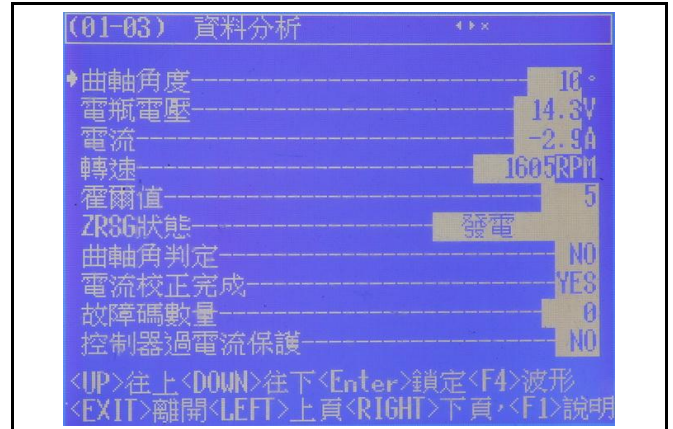 (01-03) 資料分析
曲軸角度 10°
電瓶電壓 14.3V
電流 -2.9A
轉速 1605RPM
霍爾值 5
ZRSG狀態 發電
曲軸角判定 NO
電流校正完成 YES
故障碼數量 0
控制器過電流保護 NO
<UP>往上<DOWN>往下<Enter>鎖定<F4>波形
<EXIT>離開<LEFT>上頁<RIGHT>下頁,<F1>說明